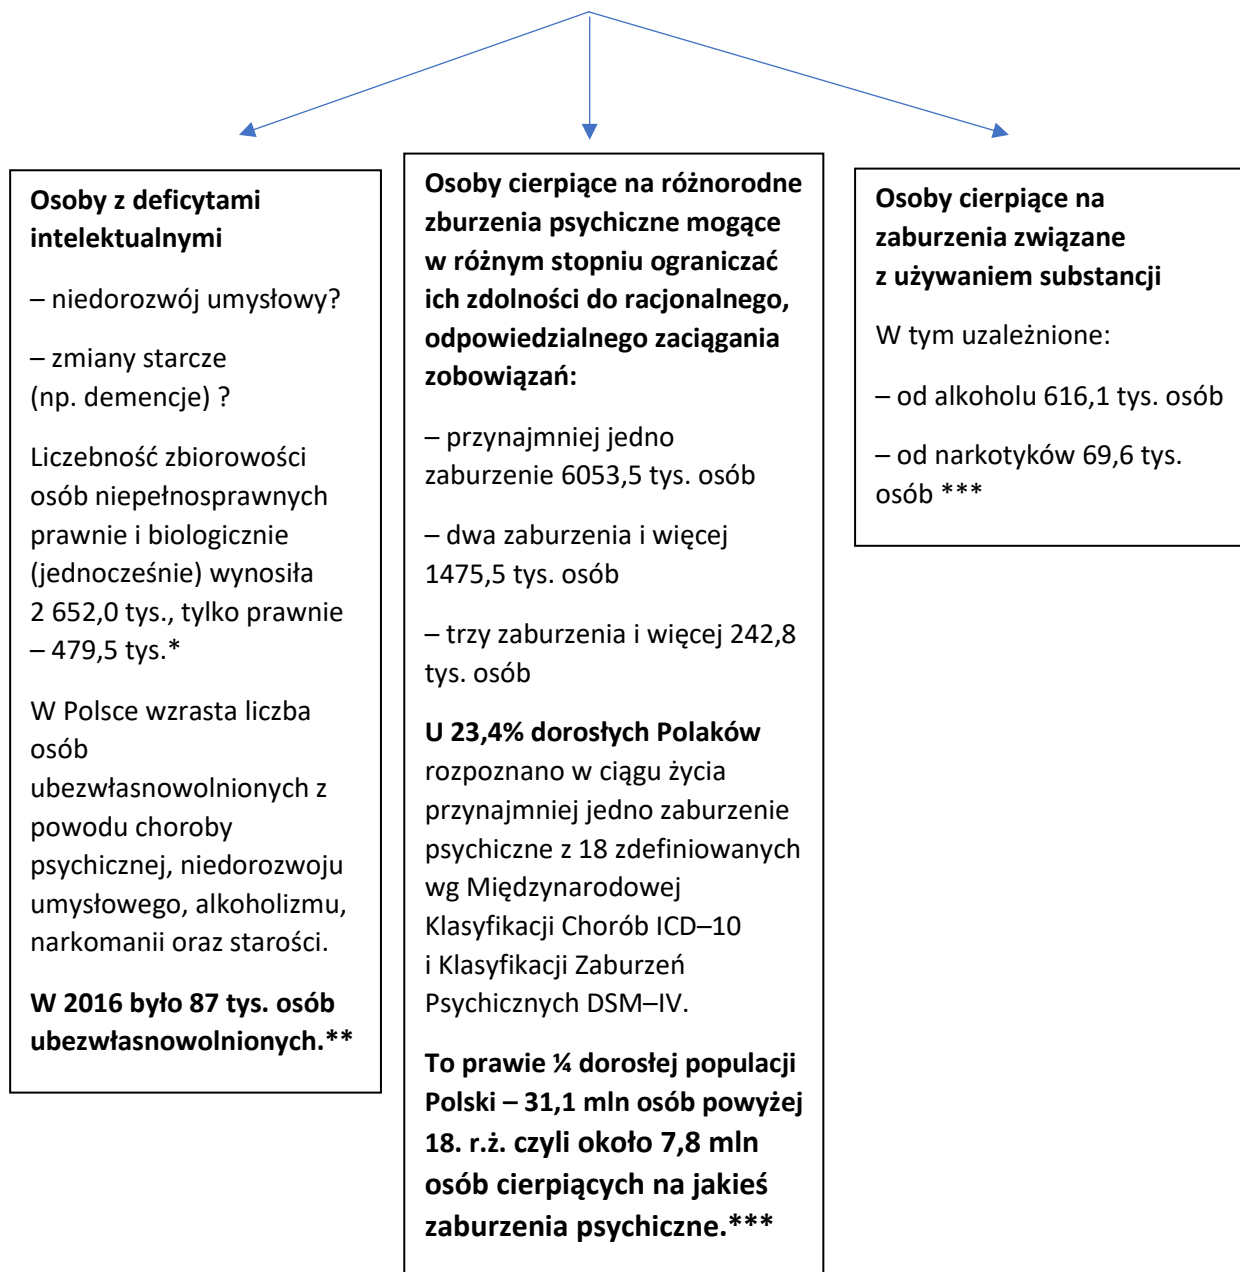 Osoby z deficytami
intelektualnymi
– niedorozwój umysłowy?
– zmiany starcze
(np. demencje) ?
Liczebność zbiorowości
osób niepełnosprawnych
prawnie i biologicznie
(jednocześnie) wynosiła
2 652,0 tys., tylko prawnie
– 479,5 tys.*
W Polsce wzrasta liczba
osób
ubezwłasnowolnionych z
powodu choroby
psychicznej, niedorozwoju
umysłowego, alkoholizmu,
narkomanii oraz starości.
W 2016 było 87 tys. osób
ubezwłasnowolnionych.**
Osoby cierpiące na różnorodne
zburzenia psychiczne mogące
w różnym stopniu ograniczać
ich zdolności do racjonalnego,
odpowiedzialnego zaciągania
zobowiązań:
– przynajmniej jedno
zaburzenie 6053,5 tys. osób
– dwa zaburzenia i więcej
1475,5 tys. osób
– trzy zaburzenia i więcej 242,8
tys. osób
U 23,4% dorosłych Polaków
rozpoznano w ciągu życia
przynajmniej jedno zaburzenie
psychiczne z 18 zdefiniowanych
wg Międzynarodowej
Klasyfikacji Chorób ICD–10
i Klasyfikacji Zaburzeń
Psychicznych DSM–IV.
To prawie ¼ dorosłej populacji
Polski – 31,1 mln osób powyżej
18. r.ż. czyli około 7,8 mln
osób cierpiących na jakieś
zaburzenia psychiczne.***
Osoby cierpiące na
zaburzenia związane
z używaniem substancji
W tym uzależnione:
– od alkoholu 616,1 tys. osób
– od narkotyków 69,6 tys.
osób ***